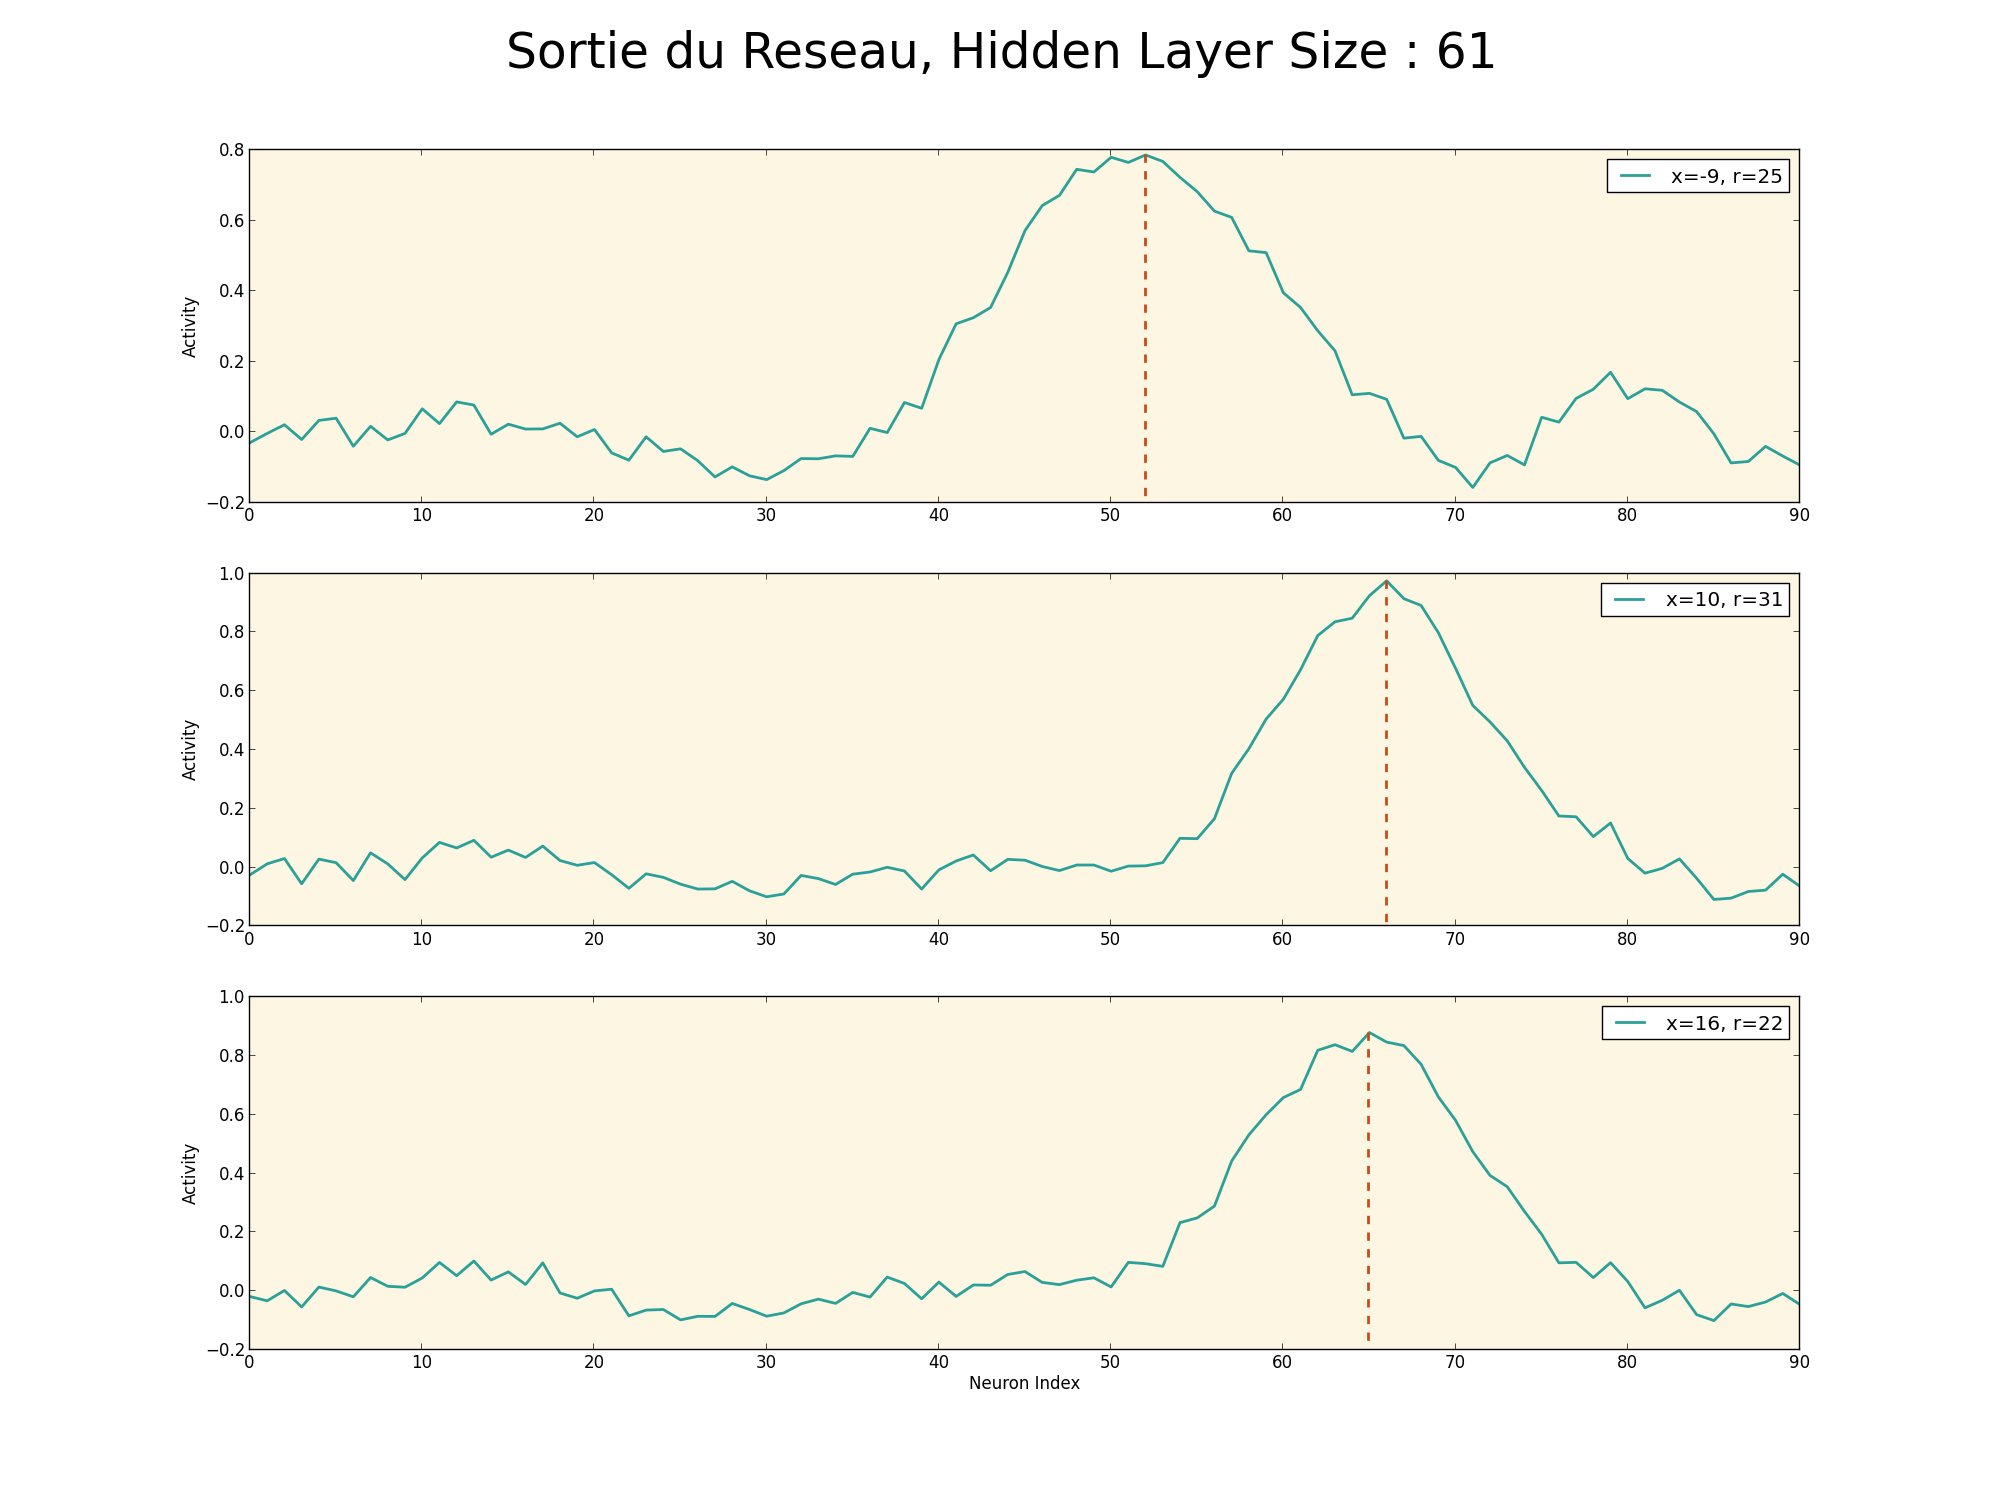 Sortie du Reseau, Hidden Layer Size : 61
0.8
0.6
0.4
0.2
0.0
−0.2
Activity
x=-9, r=25
0 10 20 30 40 50 60 70 80 90
1.0
0.8
0.6
0.4
0.2
0.0
−0.2
Activity
x=10, r=31
0 10 20 30 40 50 60 70 80 90
1.0
0.8
0.6
0.4
0.2
0.0
−0.2
Activity
x=16, r=22
0 10 20 30 40 50 60 70 80 90
Neuron Index